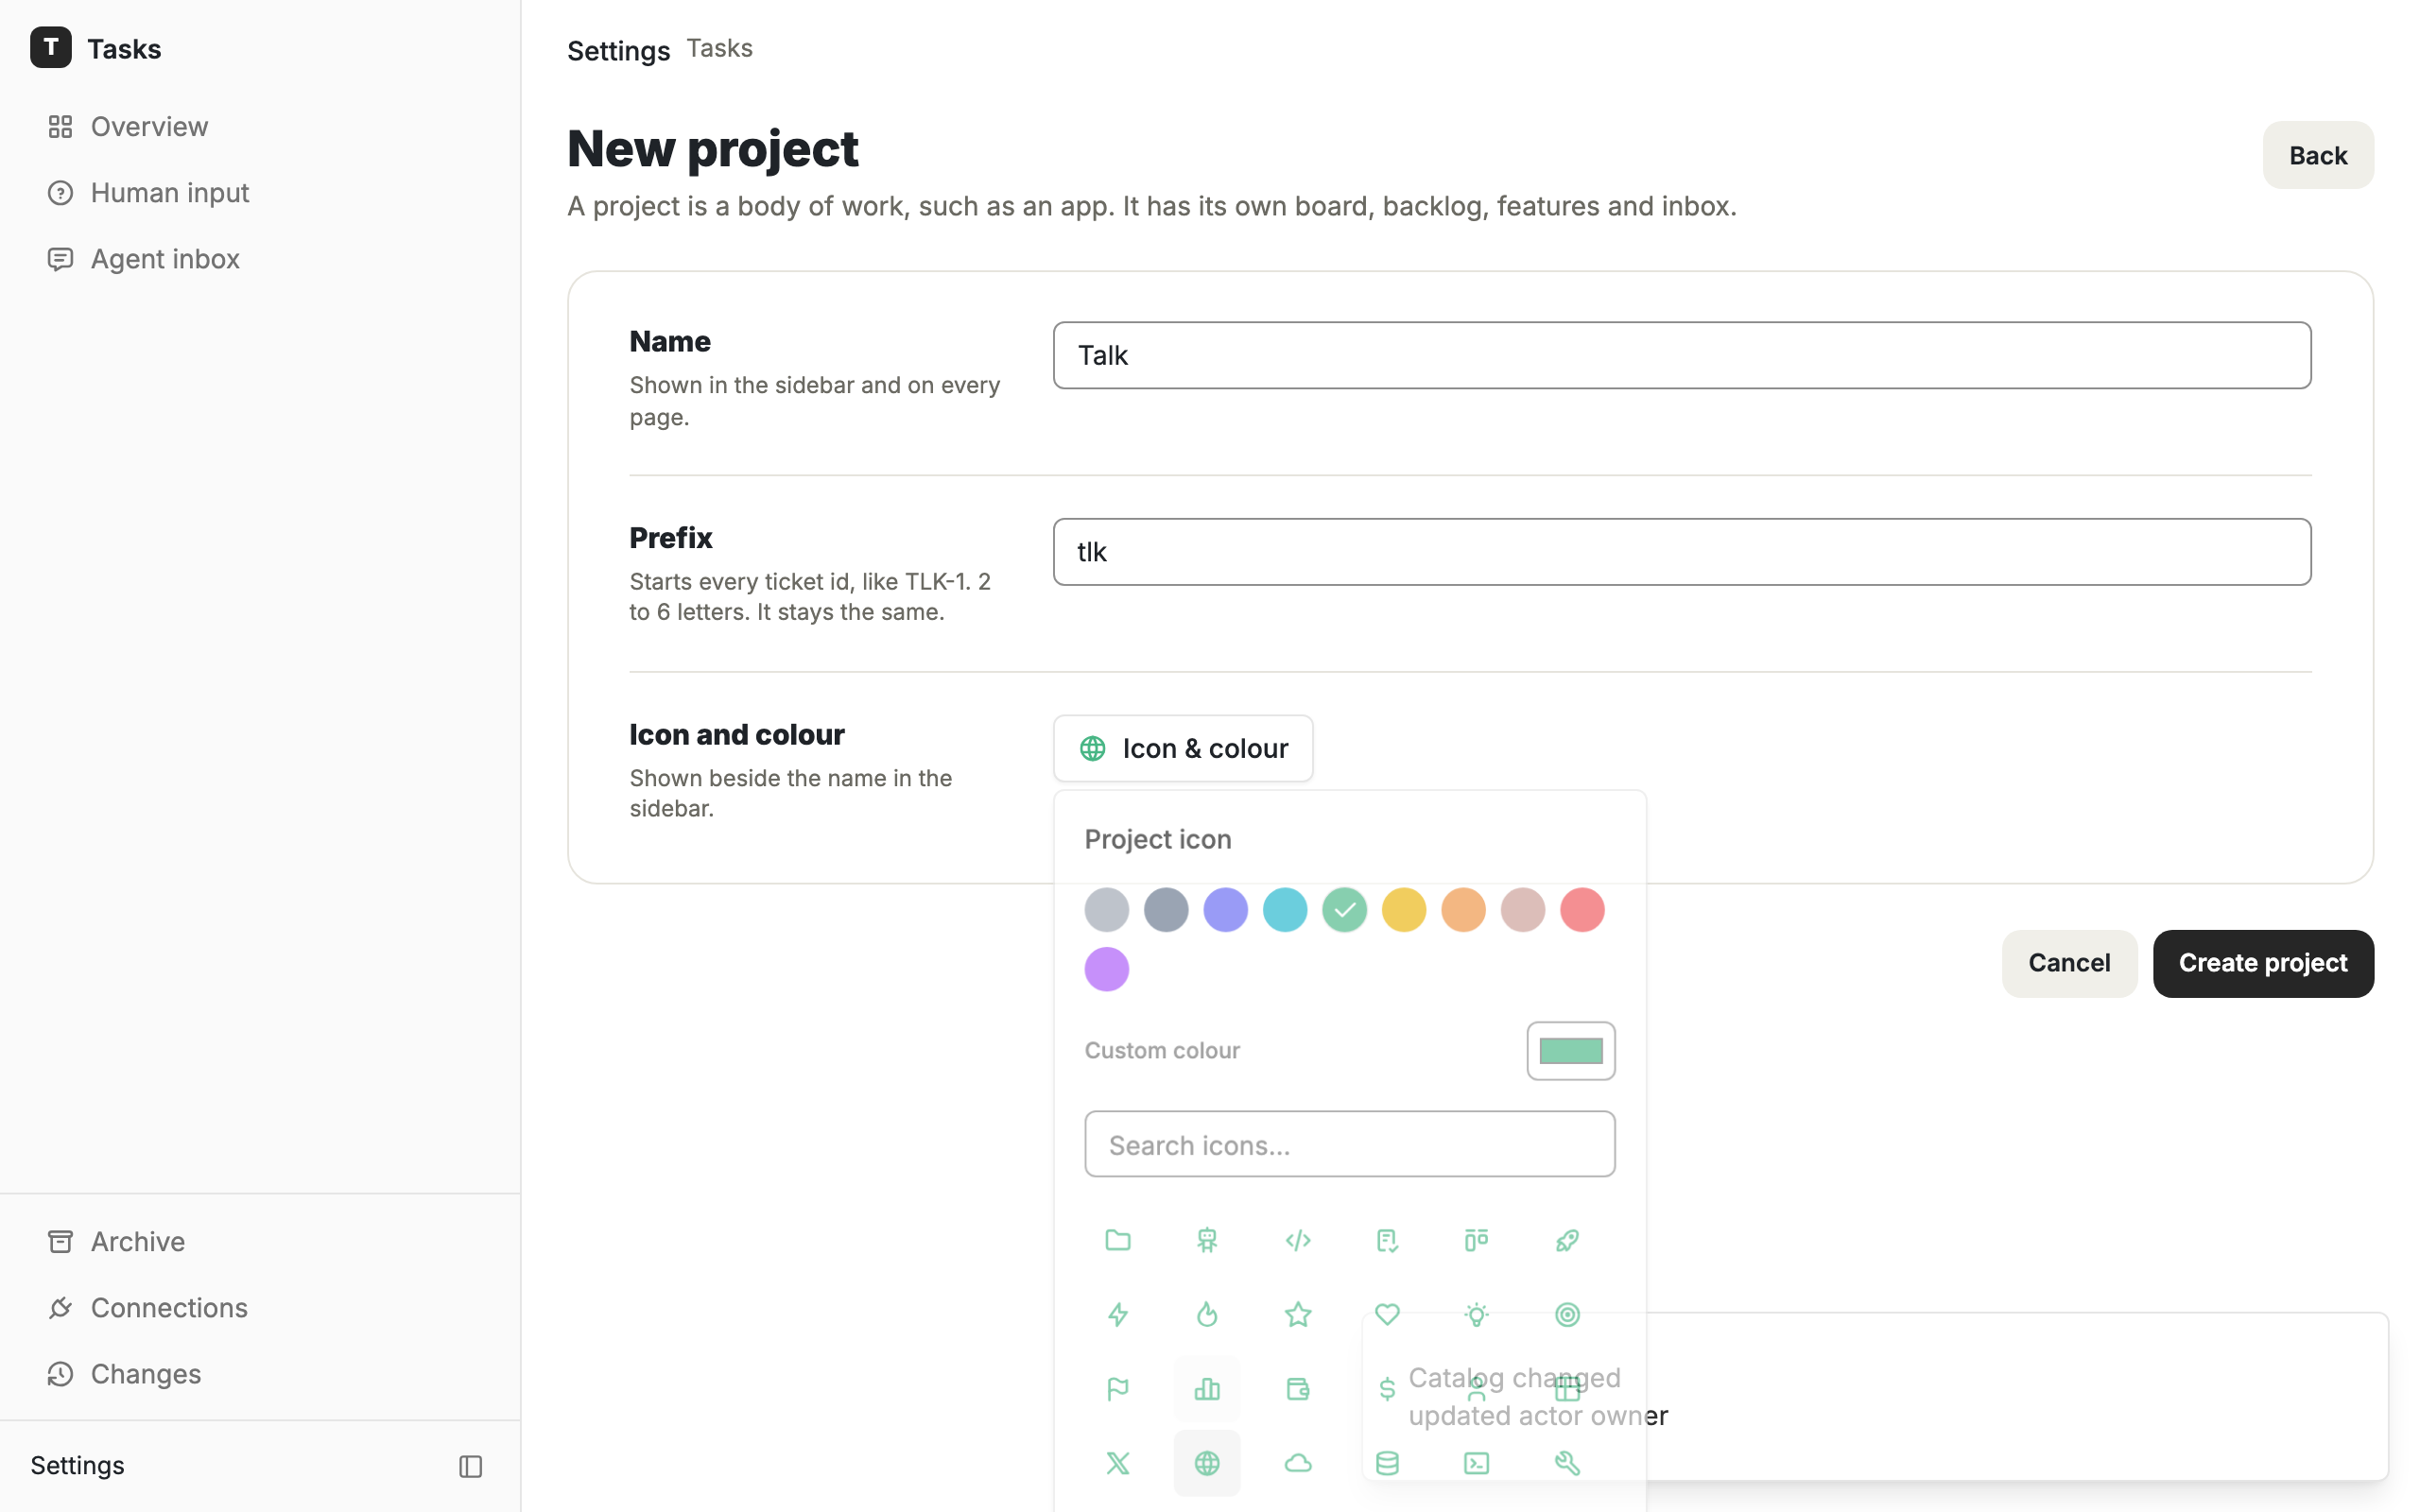 T Tasks
Overview
Human input
Agent inbox
Archive
Connections
Changes
Settings
Settings Tasks
New project
Back
A project is a body of work, such as an app. It has its own board, backlog, features and inbox.
Name
Shown in the sidebar and on every
page.
Talk
Prefix
Starts every ticket id, like TLK-1. 2
to 6 letters. It stays the same.
tlk
Icon and colour
Shown beside the name in the
sidebar.
Icon & colour
Project icon
Custom colour
Search icons...
Cancel
Create project
Catalog changed
updated actor owner